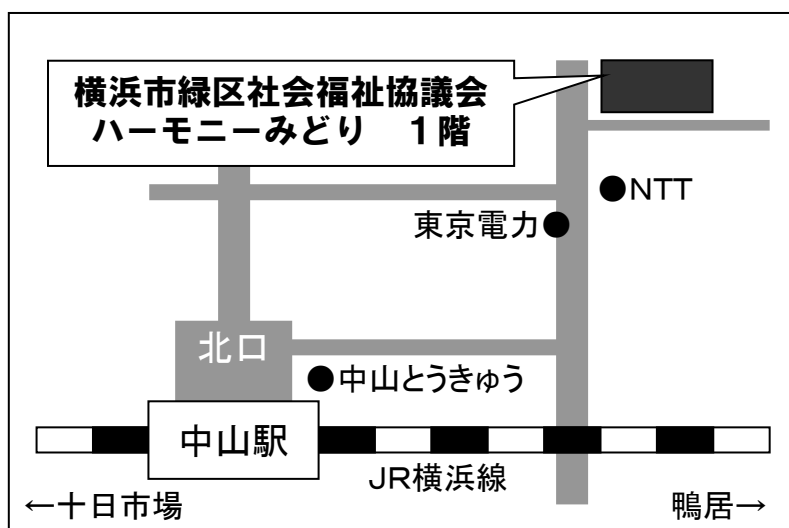 横浜市緑区社会福祉協議会
ハーモニーみどり　１階
●NTT
東京電力●
北口
●中山とうきゅう
中山駅
JR横浜線
←十日市場
鴨居→